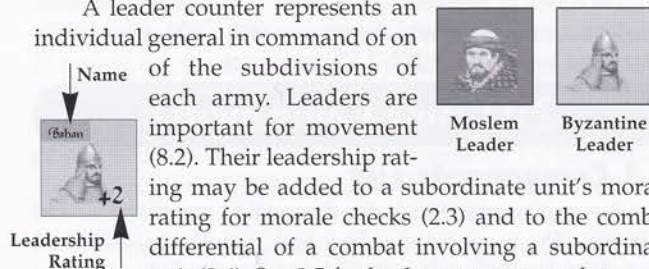 A leader counter represents an
individual general in command of on
of the subdivisions of
each army. Leaders are
important for movement
(8.2). Their leadership rat-
ing may be added to a subordinate unit's mora
rating for morale checks (2.3) and to the comb
differential of a combat involving a subordina
Name
Bahan
+2
Leadership
Rating
Moslem
Leader
Byzantine
Leader